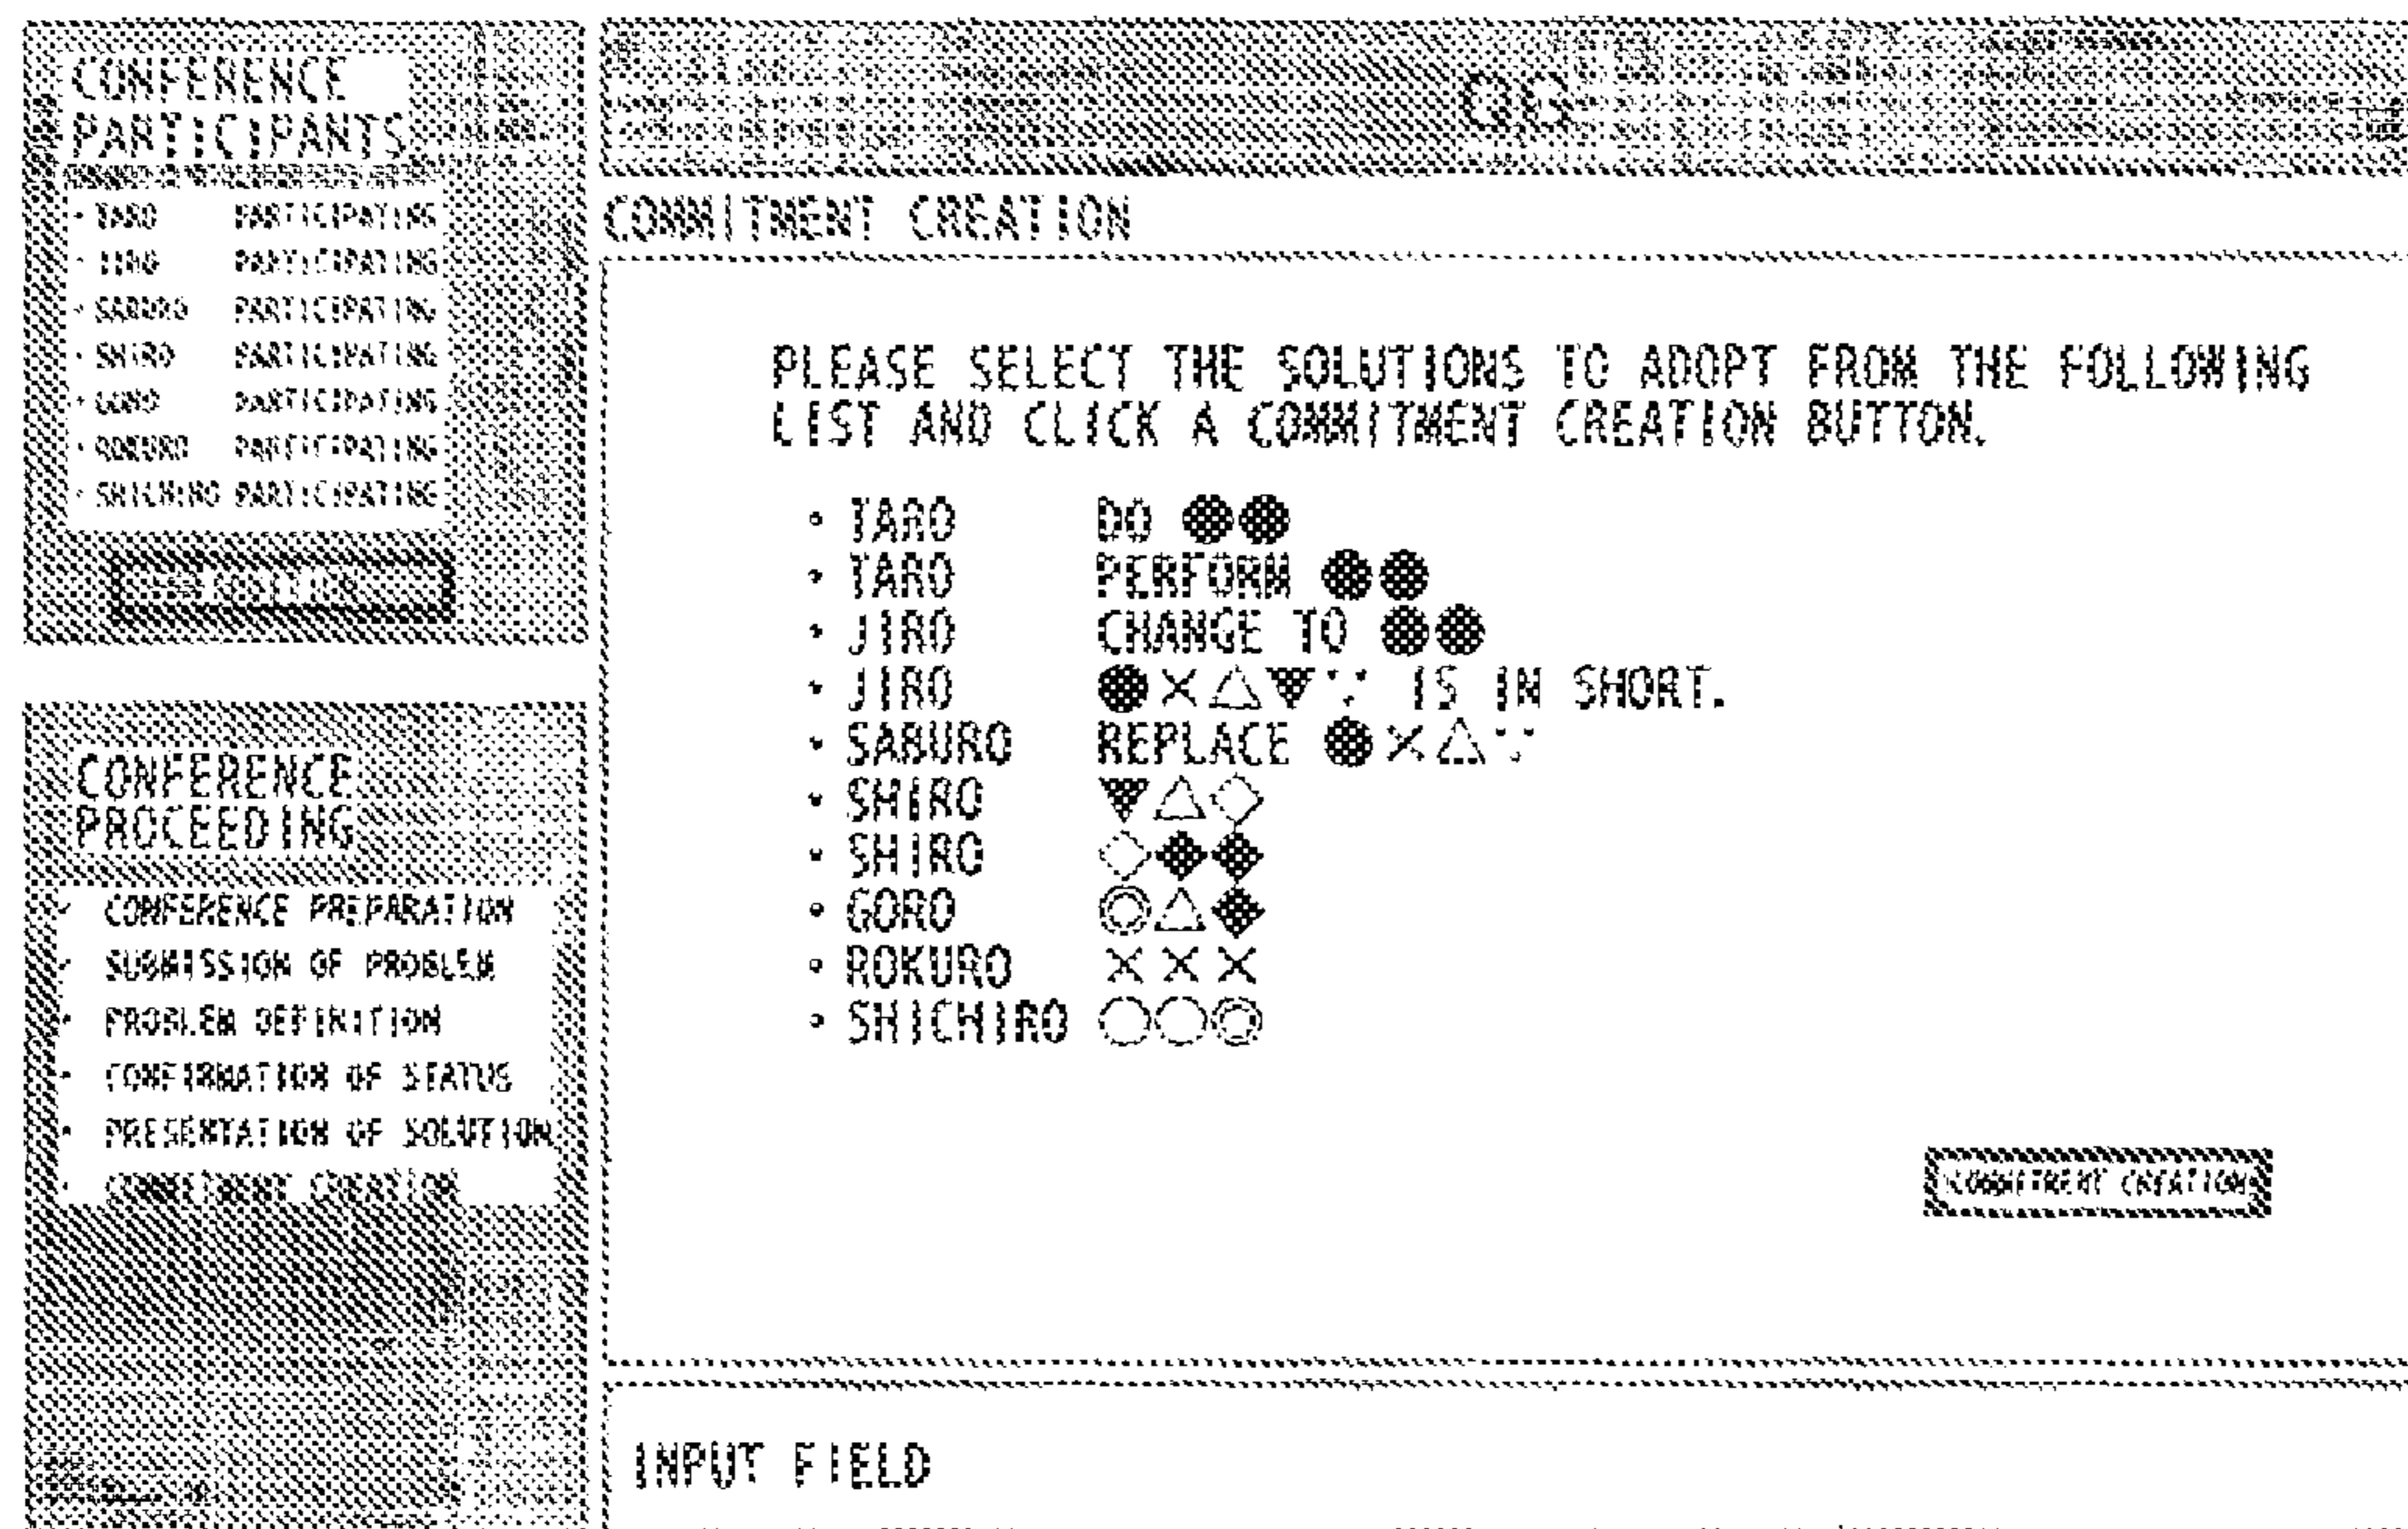 CONFERENCE
PARTICIPANTS
・TARO PARTICIPATING
・JIRO PARTICIPATING
・SABURO PARTICIPATING
・SHIRO PARTICIPATING
・GORO PARTICIPATING
・ROKURO PARTICIPATING
・SHICHIRO PARTICIPATING
CONFERENCE
PROCEEDING
・ CONFERENCE PREPARATION
・ SUBMISSION OF PROBLEM
・ PROBLEM DEFINITION
・ CONFIRMATION OF STATUS
・ PRESENTATION OF SOLUTION
・ COMMITMENT CREATION
COMMITMENT CREATION
PLEASE SELECT THE SOLUTIONS TO ADOPT FROM THE FOLLOWING
LIST AND CLICK A COMMITMENT CREATION BUTTON.
・TARO DO ●●
・TARO PERFORM ●●
・JIRO CHANGE TO ●●
・JIRO ●×△▼∵ IS IN SHORT.
・SABURO REPLACE ●×△∵
・SHIRO ▼△◇
・SHIRO ◇◆◆
・GORO ◎△◆
・ROKURO ×××
・SHICHIRO ○○◎
COMMITMENT CREATION
INPUT FIELD